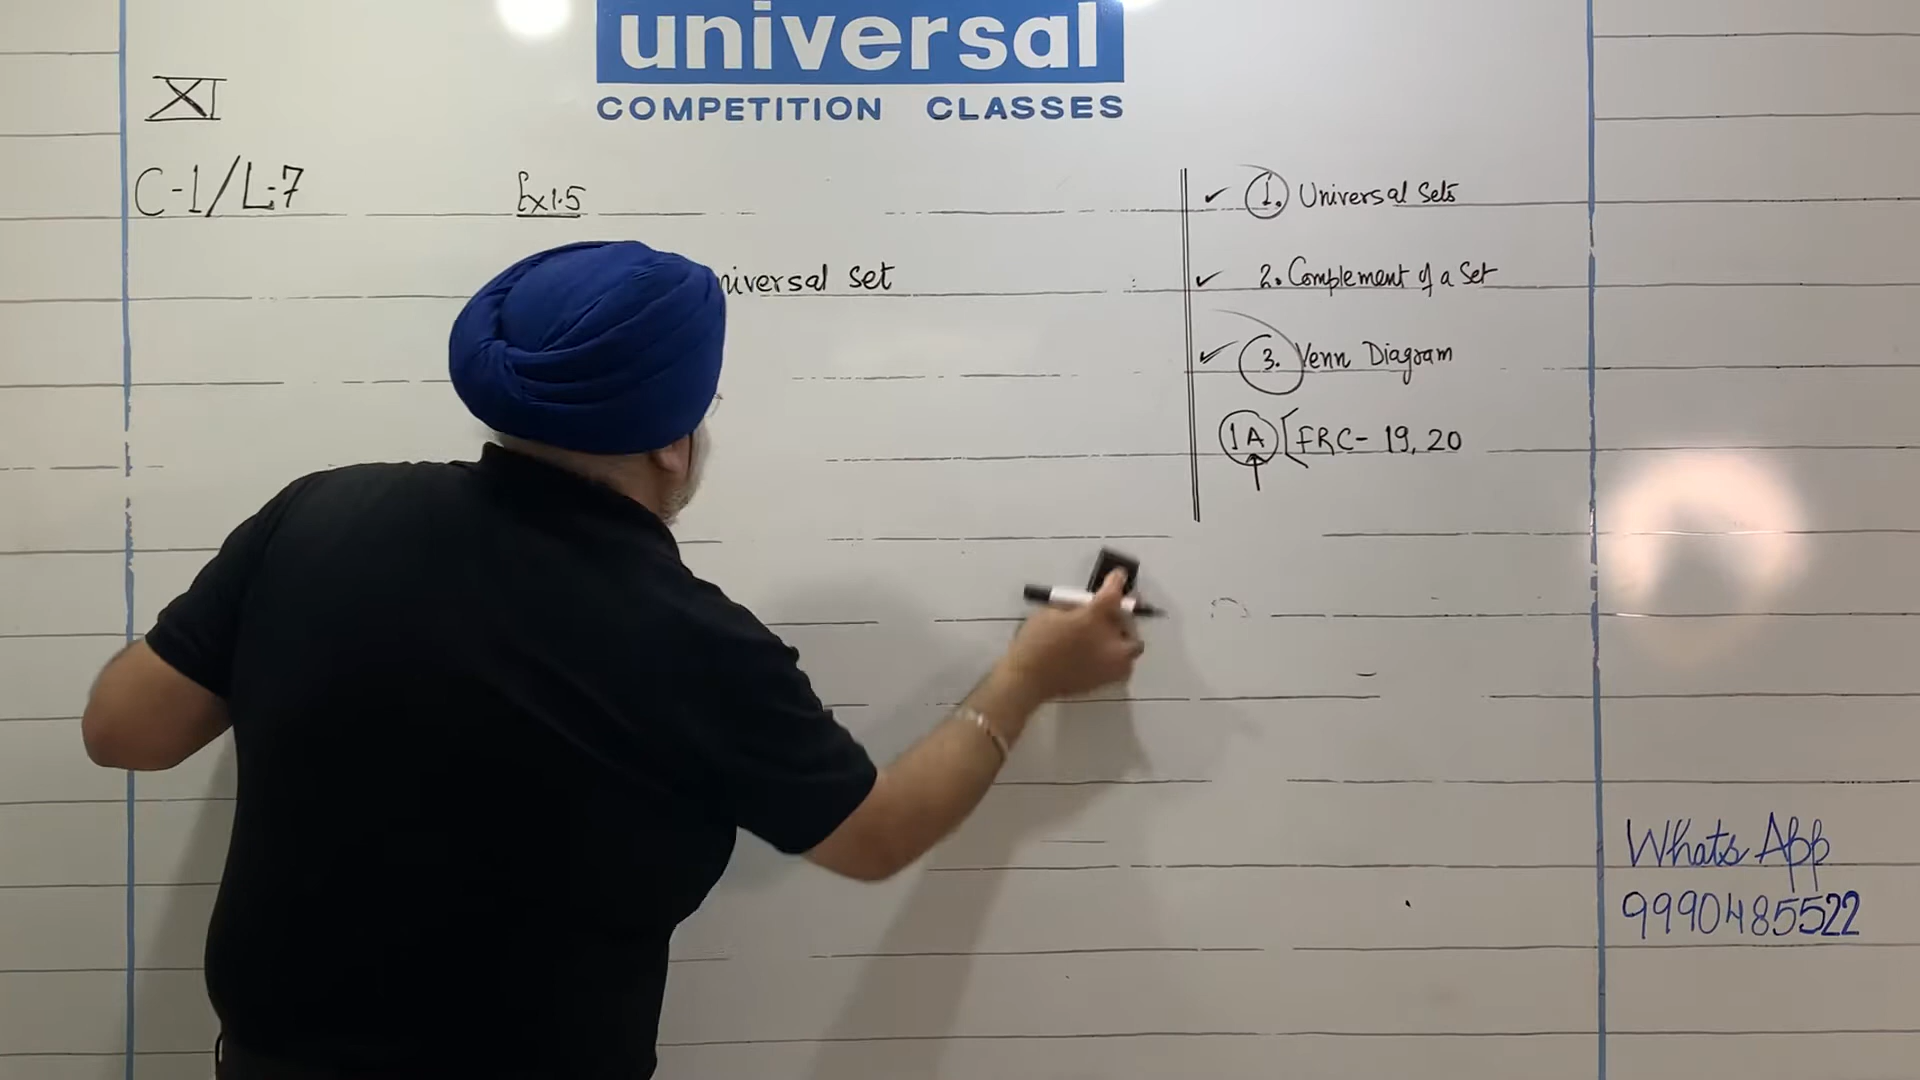 universal
COMPETITION CLASSES
XI
C-1/L-7
Ex1.5
niversal set
✓ 1. Universal Sets
✓ 2. Complement of a Set
✓ 3. Venn Diagram
1A [FRC- 19, 20
Whats App
9990485522